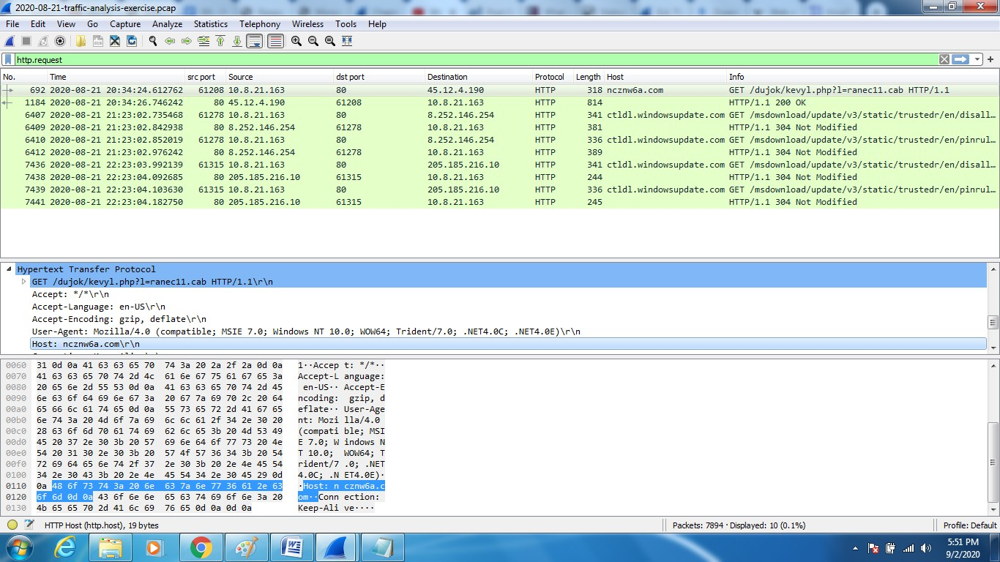 2020-08-21-traffic-analysis-exercise.pcap
File Edit View Go Capture Analyze Statistics Telephony Wireless Tools Help
http.request
No. Time src port Source dst port Destination Protocol Length Host Info
692 2020-08-21 20:34:24.612762 61208 10.8.21.163 80 45.12.4.190 HTTP 318 ncznw6a.com GET /dujok/kevyl.php?l=ranec11.cab HTTP/1.1
1184 2020-08-21 20:34:26.746242 80 45.12.4.190 61208 10.8.21.163 HTTP 814 HTTP/1.1 200 OK
6407 2020-08-21 21:23:02.735468 61278 10.8.21.163 80 8.252.146.254 HTTP 341 ctldl.windowsupdate.com GET /msdownload/update/v3/static/trustedr/en/disall…
6409 2020-08-21 21:23:02.842938 80 8.252.146.254 61278 10.8.21.163 HTTP 381 HTTP/1.1 304 Not Modified
6410 2020-08-21 21:23:02.852019 61278 10.8.21.163 80 8.252.146.254 HTTP 336 ctldl.windowsupdate.com GET /msdownload/update/v3/static/trustedr/en/pinrul…
6412 2020-08-21 21:23:02.976242 80 8.252.146.254 61278 10.8.21.163 HTTP 389 HTTP/1.1 304 Not Modified
7436 2020-08-21 22:23:03.992139 61315 10.8.21.163 80 205.185.216.10 HTTP 341 ctldl.windowsupdate.com GET /msdownload/update/v3/static/trustedr/en/disall…
7438 2020-08-21 22:23:04.092685 80 205.185.216.10 61315 10.8.21.163 HTTP 244 HTTP/1.1 304 Not Modified
7439 2020-08-21 22:23:04.103630 61315 10.8.21.163 80 205.185.216.10 HTTP 336 ctldl.windowsupdate.com GET /msdownload/update/v3/static/trustedr/en/pinrul…
7441 2020-08-21 22:23:04.182750 80 205.185.216.10 61315 10.8.21.163 HTTP 245 HTTP/1.1 304 Not Modified
Hypertext Transfer Protocol
GET /dujok/kevyl.php?l=ranec11.cab HTTP/1.1\r\n
Accept: */*\r\n
Accept-Language: en-US\r\n
Accept-Encoding: gzip, deflate\r\n
User-Agent: Mozilla/4.0 (compatible; MSIE 7.0; Windows NT 10.0; WOW64; Trident/7.0; .NET4.0C; .NET4.0E)\r\n
Host: ncznw6a.com\r\n
0060 31 0d 0a 41 63 63 65 70 74 3a 20 2a 2f 2a 0d 0a 1··Accep t: */*··
0070 41 63 63 65 70 74 2d 4c 61 6e 67 75 61 67 65 3a Accept-L anguage:
0080 20 65 6e 2d 55 53 0d 0a 41 63 63 65 70 74 2d 45 en-US·· Accept-E
0090 6e 63 6f 64 69 6e 67 3a 20 67 7a 69 70 2c 20 64 ncoding: gzip, d
00a0 65 66 6c 61 74 65 0d 0a 55 73 65 72 2d 41 67 65 eflate·· User-Age
00b0 6e 74 3a 20 4d 6f 7a 69 6c 6c 61 2f 34 2e 30 20 nt: Mozi lla/4.0
00c0 28 63 6f 6d 70 61 74 69 62 6c 65 3b 20 4d 53 49 (compati ble; MSI
00d0 45 20 37 2e 30 3b 20 57 69 6e 64 6f 77 73 20 4e E 7.0; W indows N
00e0 54 20 31 30 2e 30 3b 20 57 4f 57 36 34 3b 20 54 T 10.0; WOW64; T
00f0 72 69 64 65 6e 74 2f 37 2e 30 3b 20 2e 4e 45 54 rident/7 .0; .NET
0100 34 2e 30 43 3b 20 2e 4e 45 54 34 2e 30 45 29 0d 4.0C; .N ET4.0E)·
0110 0a 48 6f 73 74 3a 20 6e 63 7a 6e 77 36 61 2e 63 ·Host: n cznw6a.c
0120 6f 6d 0d 0a 43 6f 6e 6e 65 63 74 69 6f 6e 3a 20 om··Conn ection:
0130 4b 65 65 70 2d 41 6c 69 76 65 0d 0a 0d 0a Keep-Ali ve····
HTTP Host (http.host), 19 bytes Packets: 7894 · Displayed: 10 (0.1%) Profile: Default
5:51 PM
9/2/2020